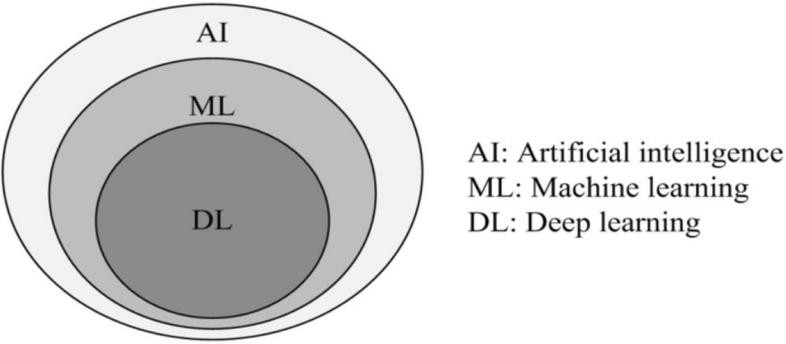 AI
ML
DL
AI: Artificial intelligence
ML: Machine learning
DL: Deep learning